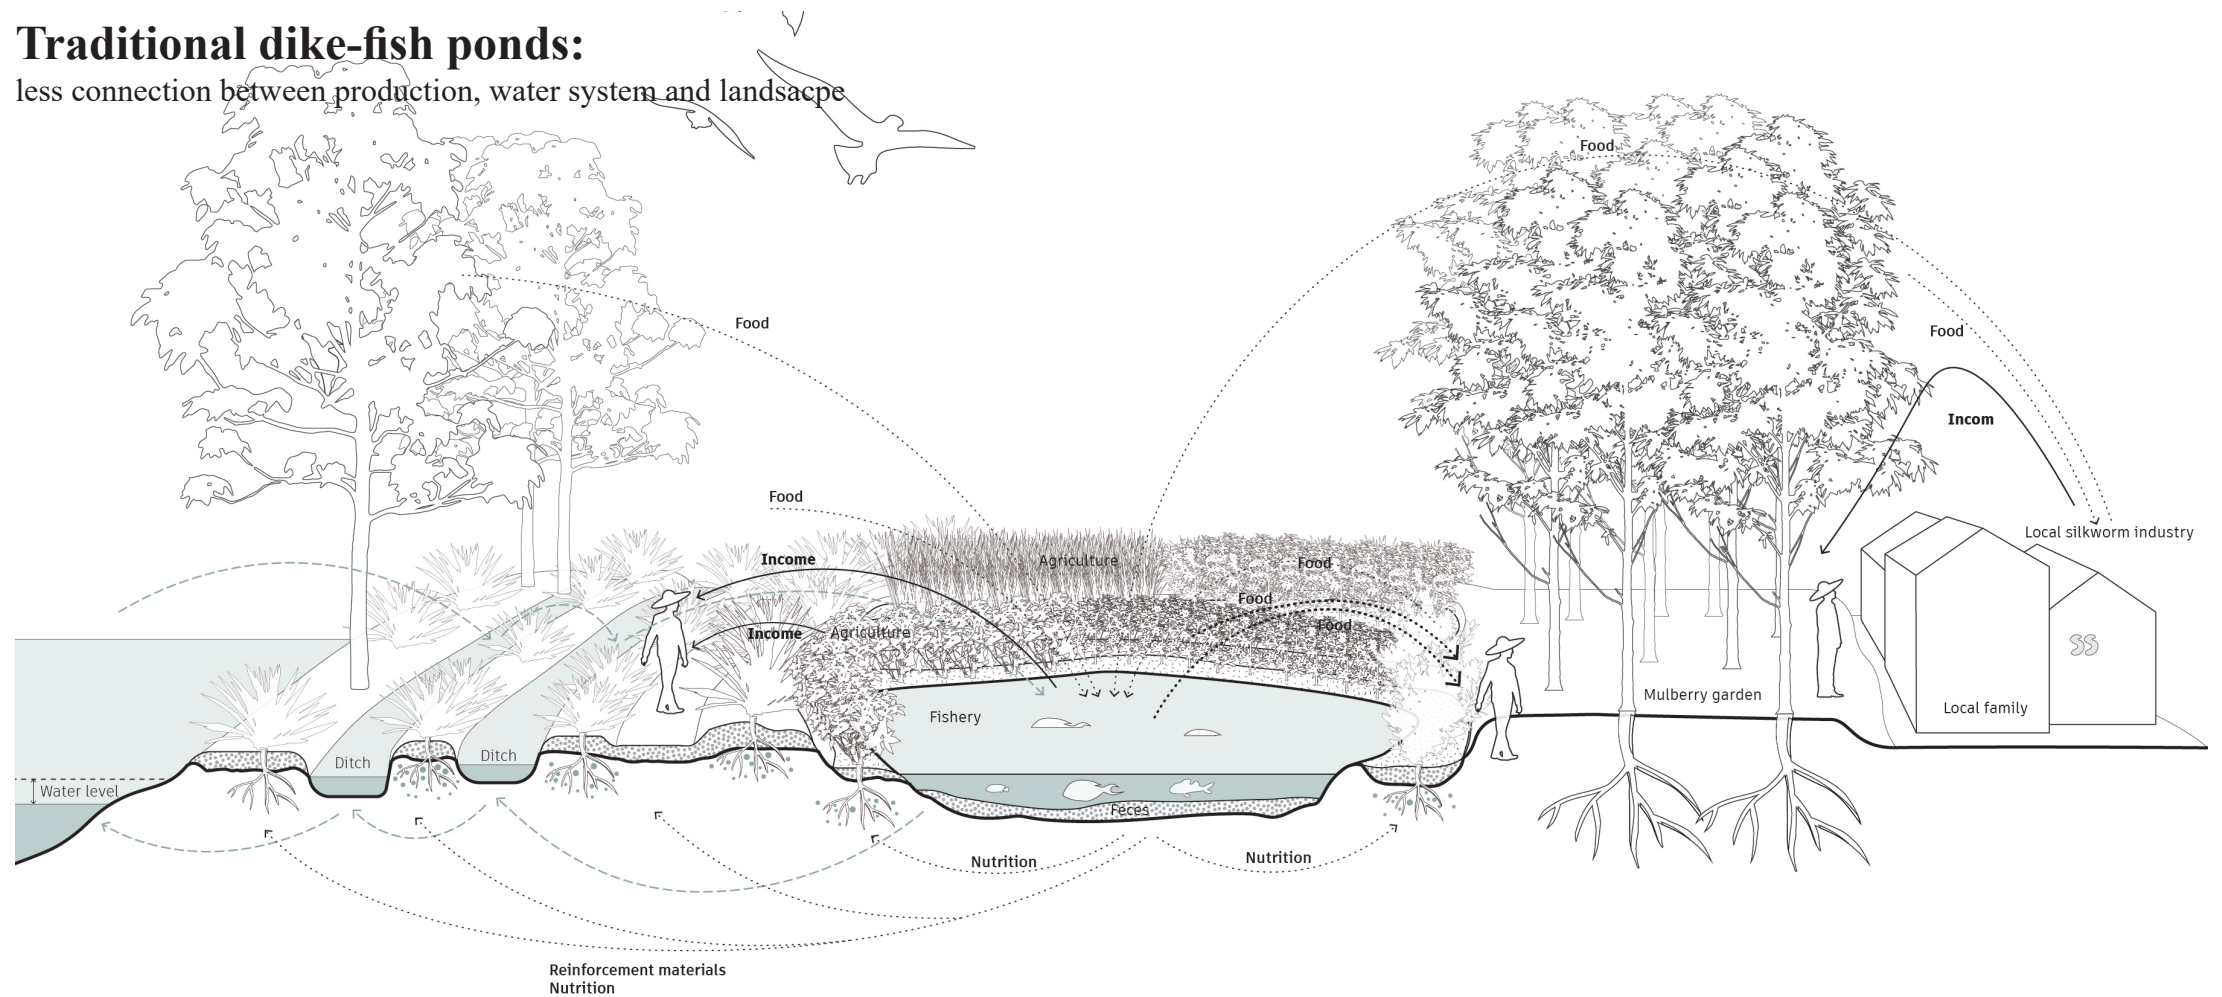 Traditional dike-fish ponds:
less connection between production, water system and landsacpe
Food
Food
Food
Incom
Food
Local silkworm industry
Income
Agriculture
Food
Food
Income
Agriculture
Food
Mulberry garden
Local family
Fishery
Ditch
Ditch
Water level
Feces
Nutrition
Nutrition
Reinforcement materials
Nutrition